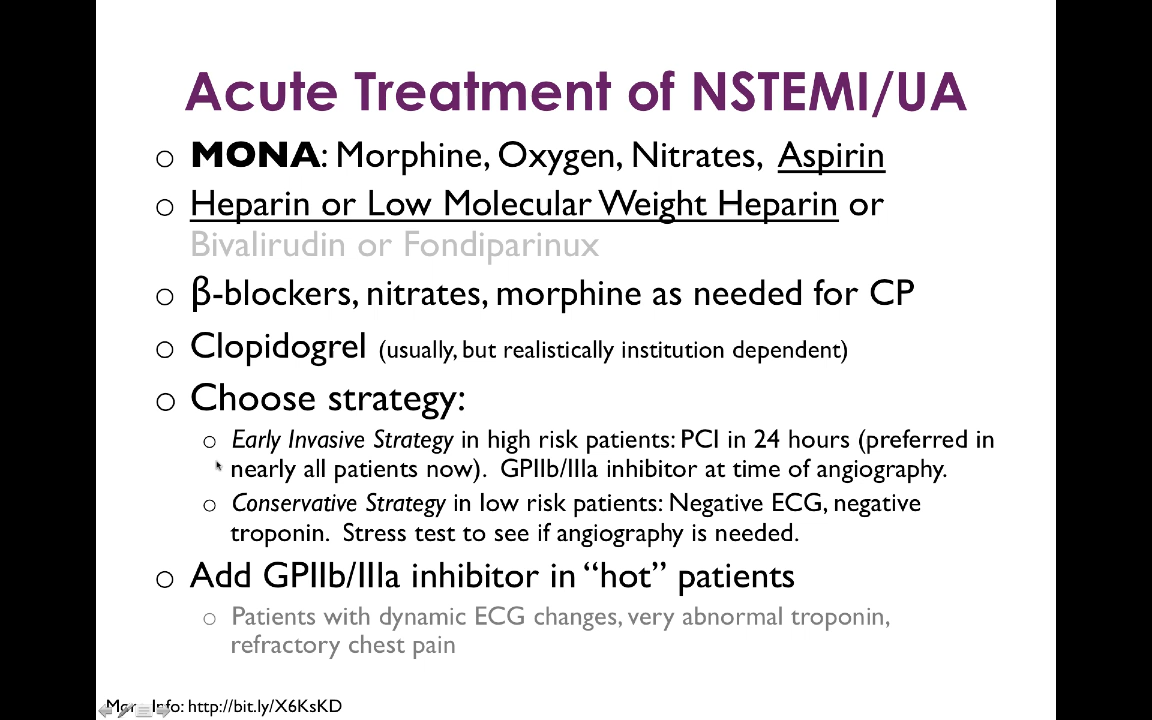 Acute Treatment of NSTEMI/UA
MONA: Morphine, Oxygen, Nitrates, Aspirin
Heparin or Low Molecular Weight Heparin or
Bivalirudin or Fondiparinux
β-blockers, nitrates, morphine as needed for CP
Clopidogrel (usually, but realistically institution dependent)
Choose strategy:
Early Invasive Strategy in high risk patients: PCI in 24 hours (preferred in
nearly all patients now). GPIIb/IIIa inhibitor at time of angiography.
Conservative Strategy in low risk patients: Negative ECG, negative
troponin. Stress test to see if angiography is needed.
Add GPIIb/IIIa inhibitor in “hot” patients
Patients with dynamic ECG changes, very abnormal troponin,
refractory chest pain
More Info: http://bit.ly/X6KsKD